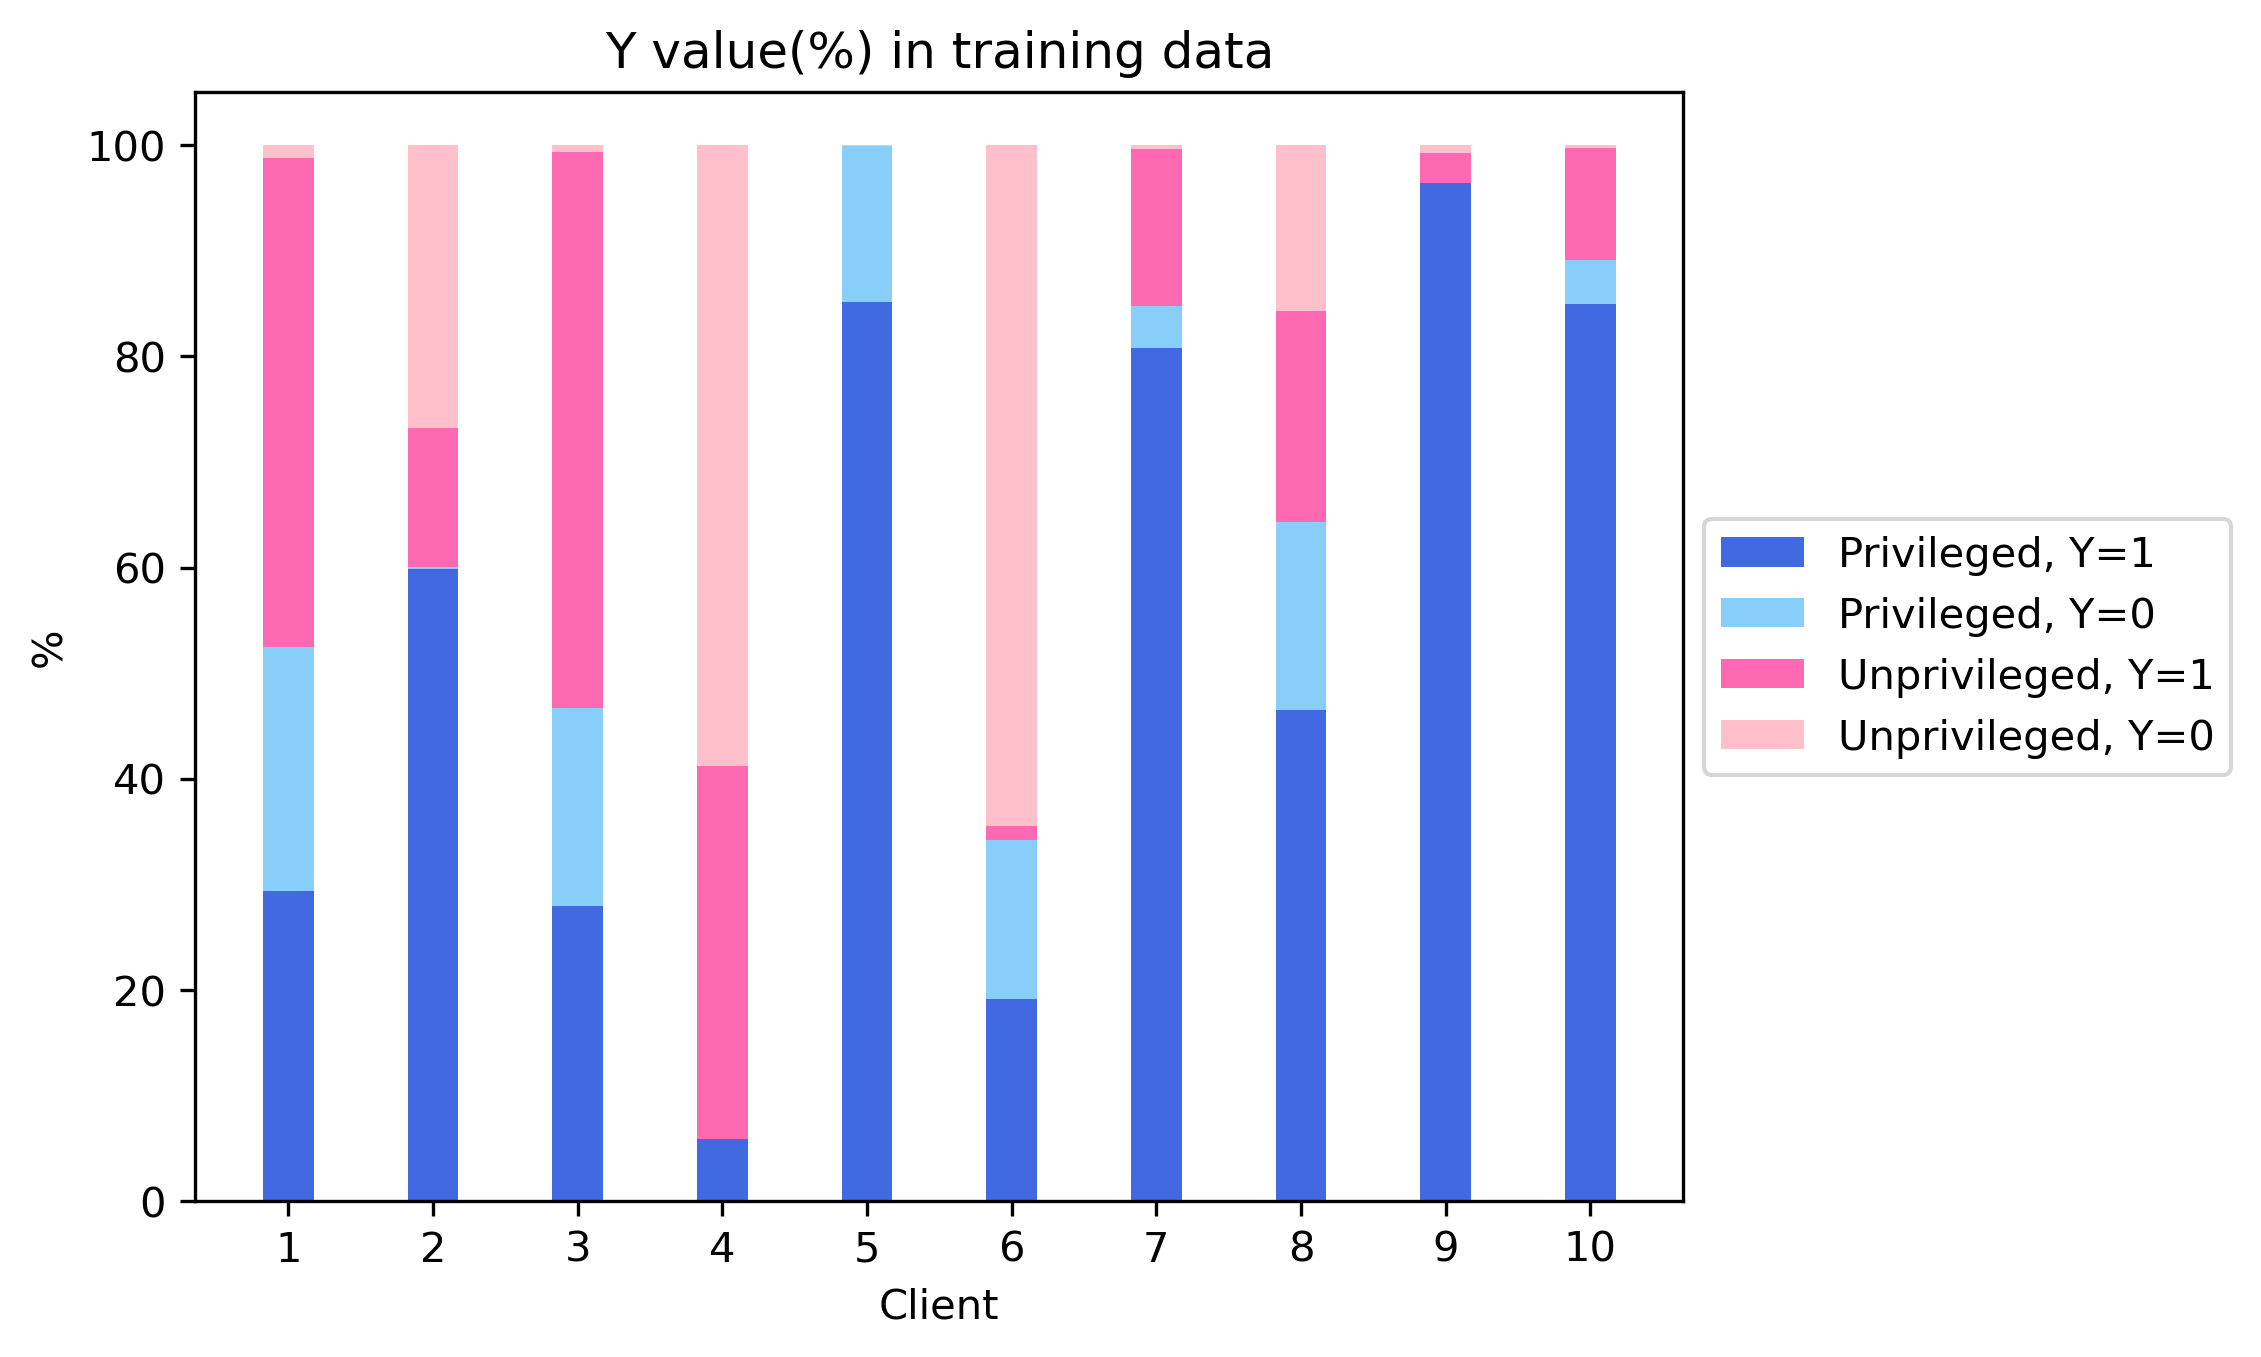 Y value(%) in training data
100
80
60
40
20
0
%
1 2 3 4 5 6 7 8 9 10
Client
Privileged, Y=1
Privileged, Y=0
Unprivileged, Y=1
Unprivileged, Y=0